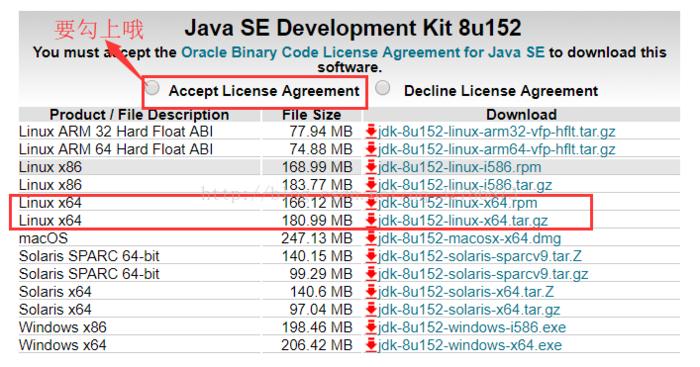 要勾上哦
Java SE Development Kit 8u152
You must accept the Oracle Binary Code License Agreement for Java SE to download this
software.
Accept License Agreement Decline License Agreement
Product / File Description File Size Download
Linux ARM 32 Hard Float ABI 77.94 MB jdk-8u152-linux-arm32-vfp-hflt.tar.gz
Linux ARM 64 Hard Float ABI 74.88 MB jdk-8u152-linux-arm64-vfp-hflt.tar.gz
Linux x86 168.99 MB jdk-8u152-linux-i586.rpm
Linux x86 183.77 MB jdk-8u152-linux-i586.tar.gz
Linux x64 166.12 MB jdk-8u152-linux-x64.rpm
Linux x64 180.99 MB jdk-8u152-linux-x64.tar.gz
macOS 247.13 MB jdk-8u152-macosx-x64.dmg
Solaris SPARC 64-bit 140.15 MB jdk-8u152-solaris-sparcv9.tar.Z
Solaris SPARC 64-bit 99.29 MB jdk-8u152-solaris-sparcv9.tar.gz
Solaris x64 140.6 MB jdk-8u152-solaris-x64.tar.Z
Solaris x64 97.04 MB jdk-8u152-solaris-x64.tar.gz
Windows x86 198.46 MB jdk-8u152-windows-i586.exe
Windows x64 206.42 MB jdk-8u152-windows-x64.exe